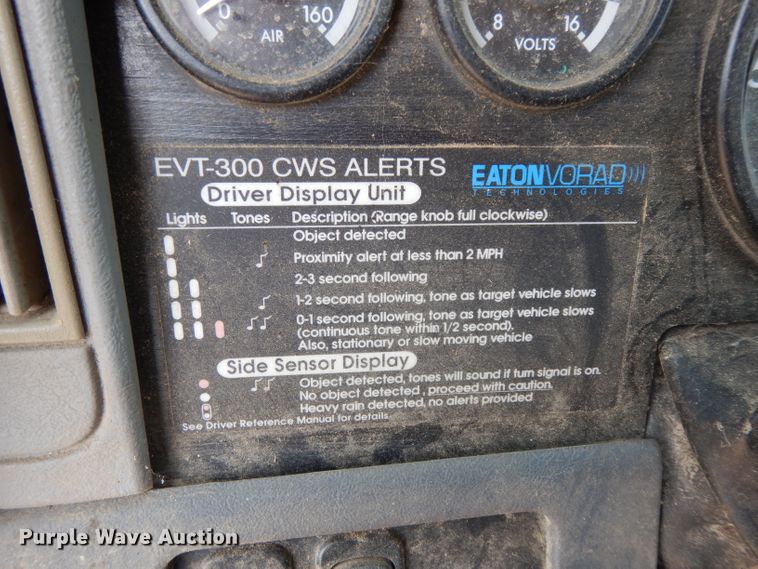 0 160
AIR
8 16
VOLTS
EVT-300 CWS ALERTS
EATONVORAD
TECHNOLOGIES
Driver Display Unit
Lights Tones Description (Range knob full clockwise)
Object detected
Proximity alert at less than 2 MPH
2-3 second following
1-2 second following, tone as target vehicle slows
0-1 second following, tone as target vehicle slows
(continuous tone within 1/2 second).
Also, stationary or slow moving vehicle
Side Sensor Display
Object detected, tones will sound if turn signal is on.
No object detected , proceed with caution.
Heavy rain detected, no alerts provided
See Driver Reference Manual for details.
Purple Wave Auction